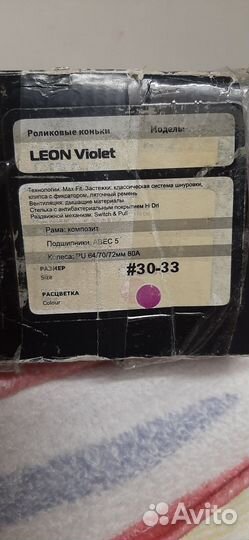 Роликовые коньки
Модель:
LEON Violet
Технологии: Max-Fit. Застежки: классическая система шнуровки,
клипса с фиксатором, пяточный ремень
Вентиляция: дышащие материалы
Стелька с антибактериальным покрытием H-Dri
Раздвижной механизм: Switch & Pull
Рама: композит
Подшипники: ABEC 5
Колеса: PU 64/70/72мм 80A
РАЗМЕР
Size
#30-33
РАСЦВЕТКА
Colour
Avito